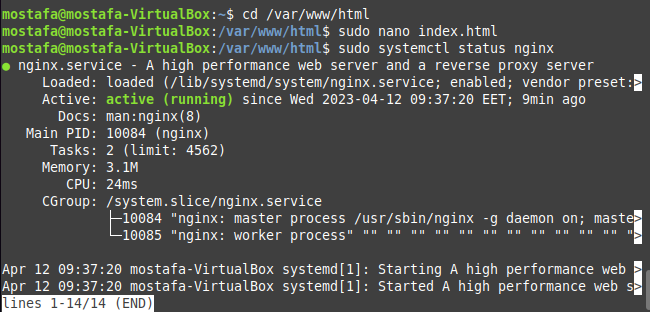 mostafa@mostafa-VirtualBox:~$ cd /var/www/html
mostafa@mostafa-VirtualBox:/var/www/html$ sudo nano index.html
mostafa@mostafa-VirtualBox:/var/www/html$ sudo systemctl status nginx
● nginx.service - A high performance web server and a reverse proxy server
     Loaded: loaded (/lib/systemd/system/nginx.service; enabled; vendor preset:>
     Active: active (running) since Wed 2023-04-12 09:37:20 EET; 9min ago
       Docs: man:nginx(8)
   Main PID: 10084 (nginx)
      Tasks: 2 (limit: 4562)
     Memory: 3.1M
        CPU: 24ms
     CGroup: /system.slice/nginx.service
             ├─10084 "nginx: master process /usr/sbin/nginx -g daemon on; maste>
             └─10085 "nginx: worker process" "" "" "" "" "" "" "" "" "" "" "" ">

Apr 12 09:37:20 mostafa-VirtualBox systemd[1]: Starting A high performance web >
Apr 12 09:37:20 mostafa-VirtualBox systemd[1]: Started A high performance web s>
lines 1-14/14 (END)